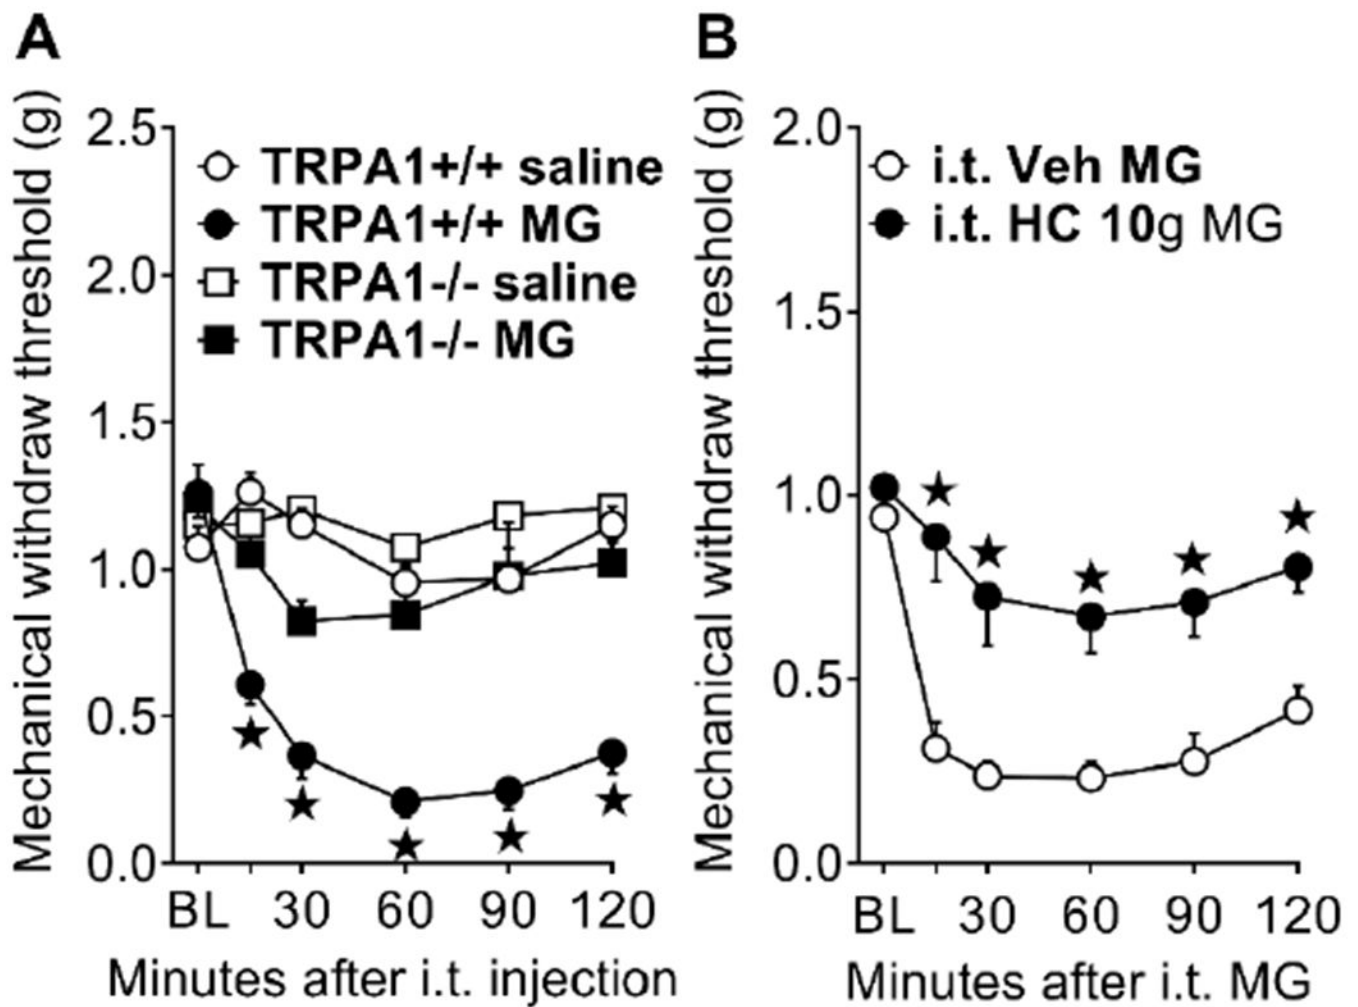 A
Mechanical withdraw threshold (g)
2.5
2.0
1.5
1.0
0.5
0.0
TRPA1+/+ saline
TRPA1+/+ MG
TRPA1-/- saline
TRPA1-/- MG
BL 30 60 90 120
Minutes after i.t. injection
B
Mechanical withdraw threshold (g)
2.0
1.5
1.0
0.5
0.0
i.t. Veh MG
i.t. HC 10g MG
BL 30 60 90 120
Minutes after i.t. MG